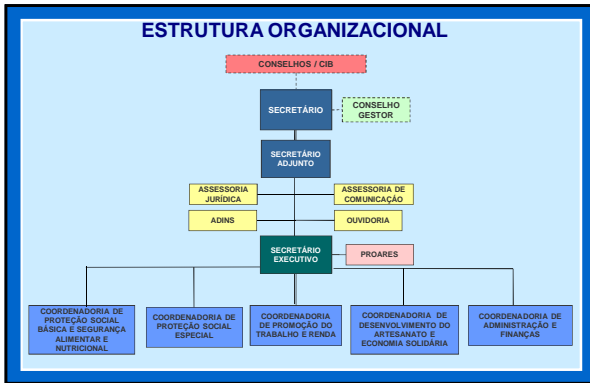 ESTRUTURA ORGANIZACIONAL
CONSELHOS / CIB
SECRETÁRIO
CONSELHO
GESTOR
SECRETÁRIO
ADJUNTO
ASSESSORIA
JURÍDICA
ASSESSORIA DE
COMUNICAÇÃO
ADINS
OUVIDORIA
SECRETÁRIO
EXECUTIVO
PROARES
COORDENADORIA DE
PROTEÇÃO SOCIAL
BÁSICA E SEGURANÇA
ALIMENTAR E
NUTRICIONAL
COORDENADORIA DE
PROTEÇÃO SOCIAL
ESPECIAL
COORDENADORIA
DE PROMOÇÃO DO
TRABALHO E RENDA
COORDENADORIA DE
DESENVOLVIMENTO DO
ARTESANATO E
ECONOMIA SOLIDÁRIA
COORDENADORIA DE
ADMINISTRAÇÃO E
FINANÇAS